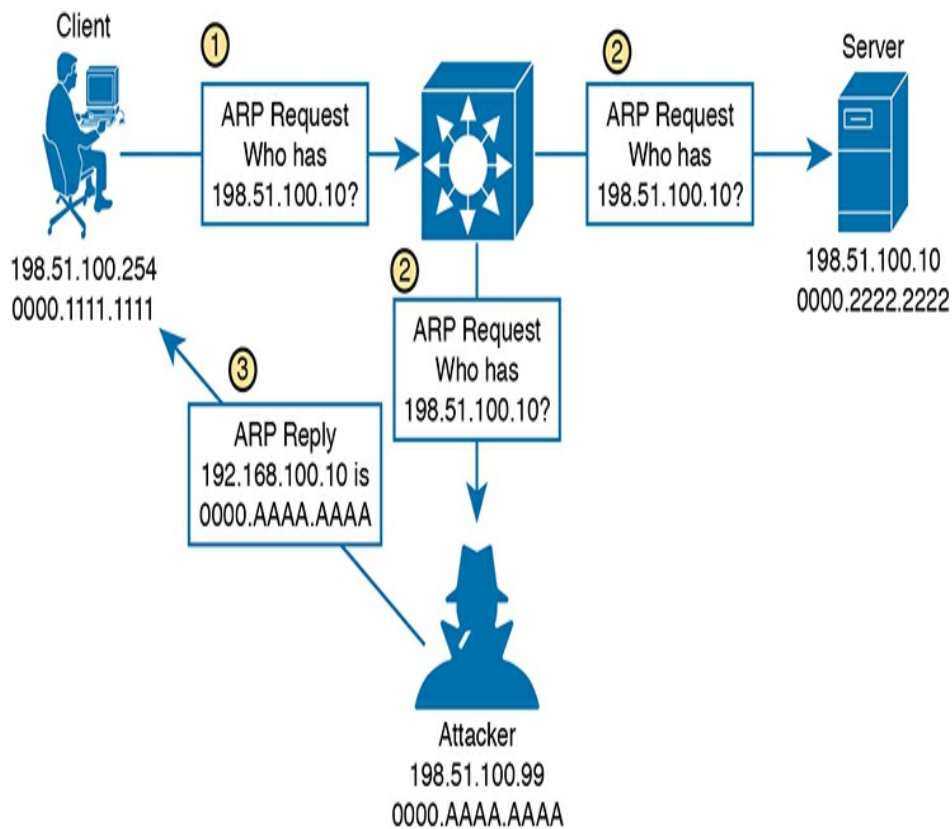 Client
198.51.100.254
0000.1111.1111
1
ARP Request
Who has
198.51.100.10?
2
ARP Request
Who has
198.51.100.10?
Server
198.51.100.10
0000.2222.2222
2
ARP Request
Who has
198.51.100.10?
3
ARP Reply
192.168.100.10 is
0000.AAAA.AAAA
Attacker
198.51.100.99
0000.AAAA.AAAA